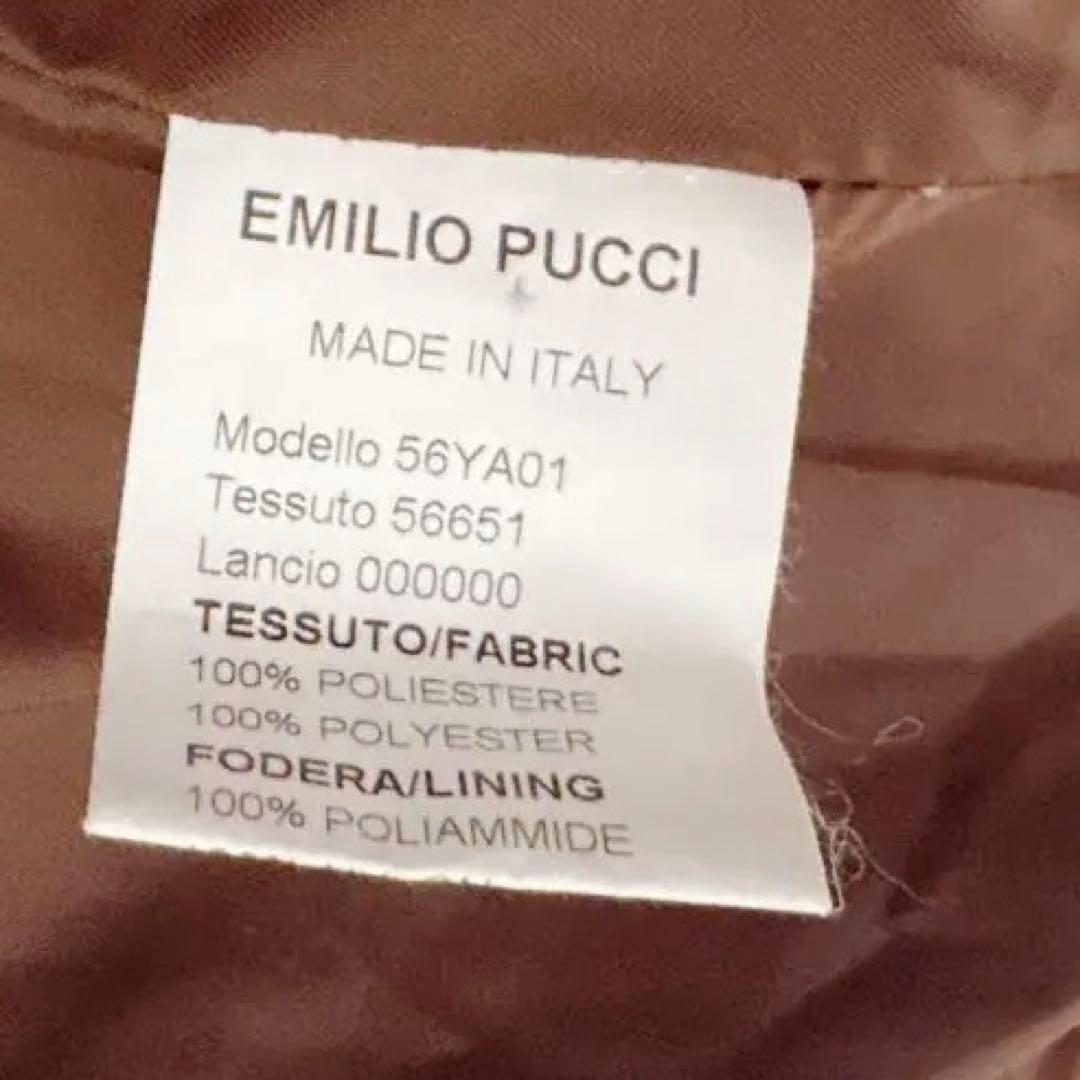 EMILIO PUCCI
MADE IN ITALY
Modello 56YA01
Tessuto 56651
Lancio 000000
TESSUTO/FABRIC
100% POLIESTERE
100% POLYESTER
FODERA/LINING
100% POLIAMMIDE